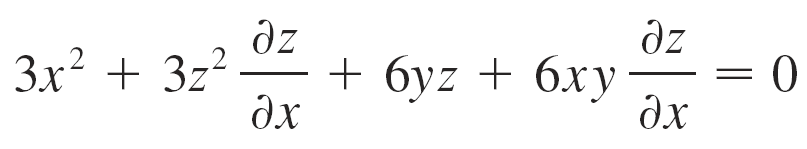 3x² + 3z² ∂z/∂x + 6yz + 6xy ∂z/∂x = 0